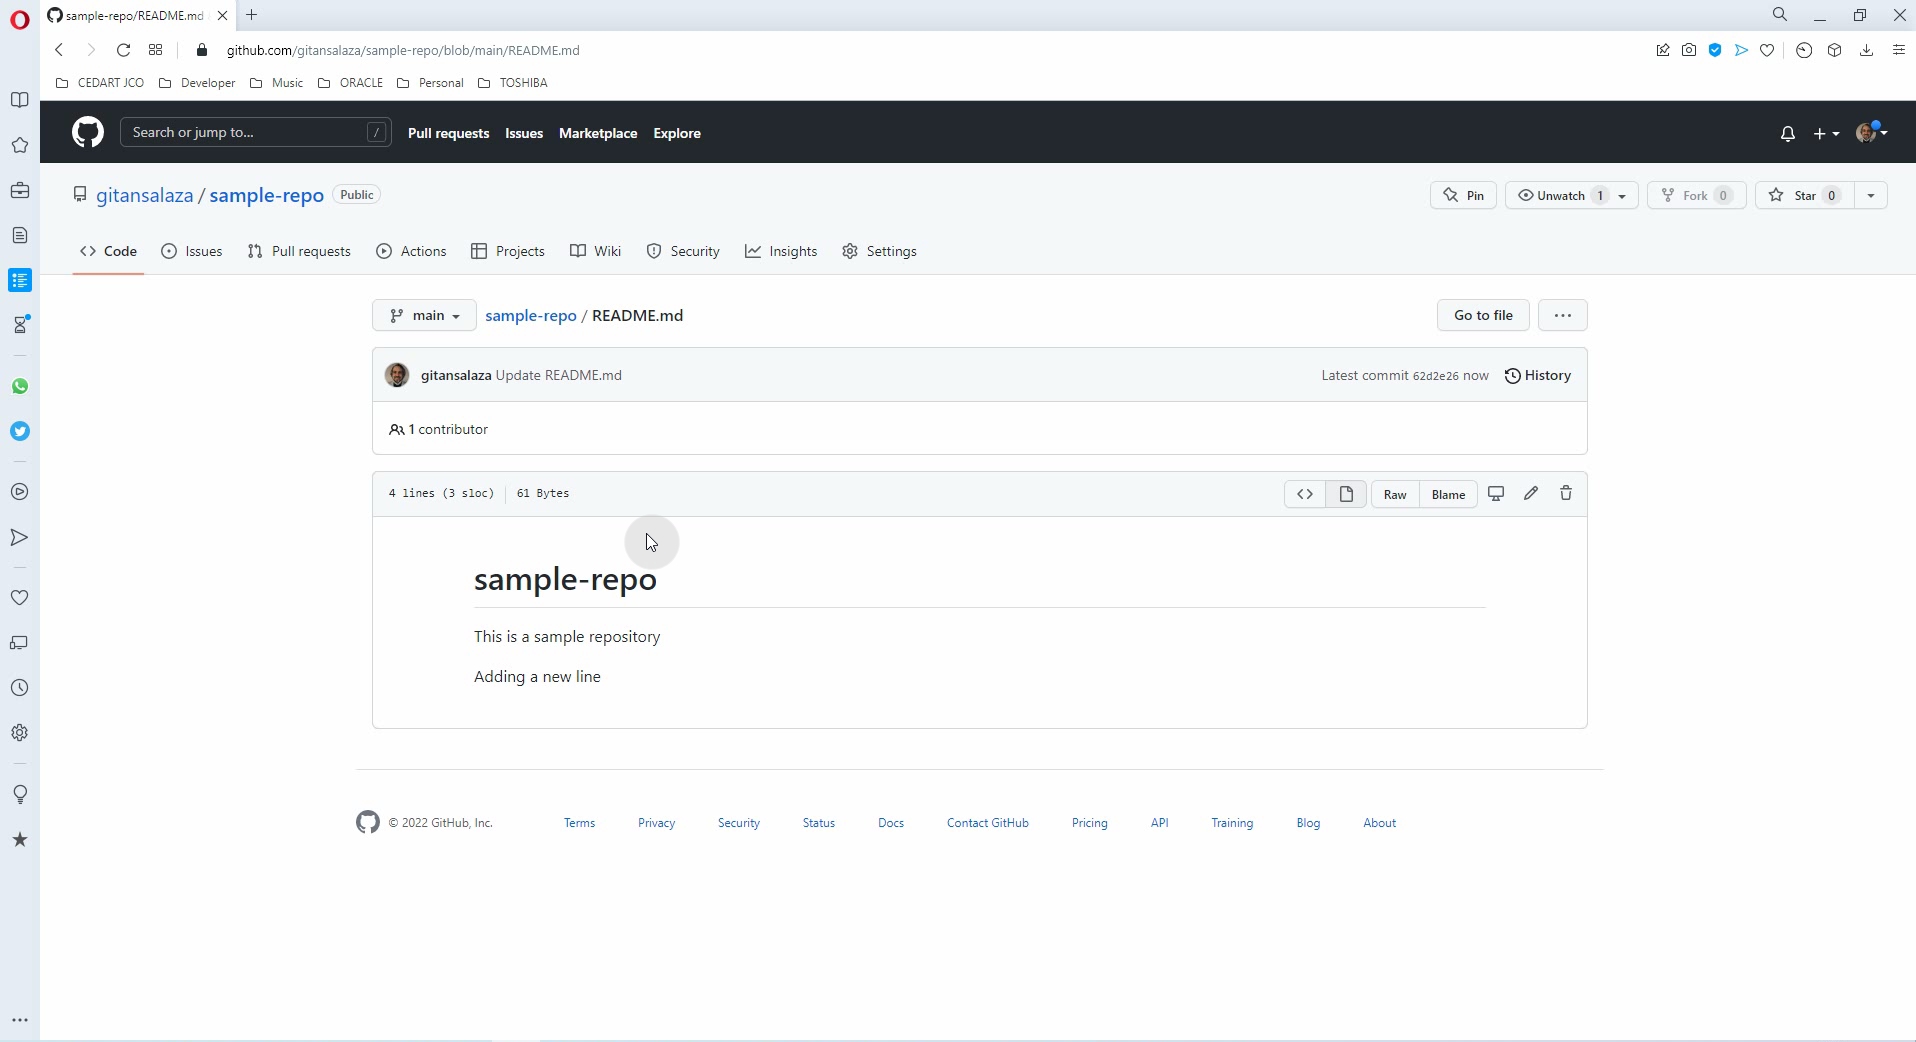 sample-repo/README.md
github.com/gitansalaza/sample-repo/blob/main/README.md
CEDART JCO Developer Music ORACLE Personal TOSHIBA
Search or jump to... / Pull requests Issues Marketplace Explore
gitansalaza / sample-repo Public Pin Unwatch 1 Fork 0 Star 0
Code Issues Pull requests Actions Projects Wiki Security Insights Settings
main sample-repo / README.md Go to file ...
gitansalaza Update README.md Latest commit 62d2e26 now History
1 contributor
4 lines (3 sloc) 61 Bytes <> Raw Blame
sample-repo
This is a sample repository
Adding a new line
© 2022 GitHub, Inc. Terms Privacy Security Status Docs Contact GitHub Pricing API Training Blog About